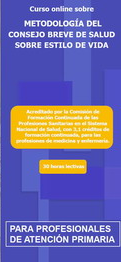 Curso online sobre
METODOLOGÍA DEL
CONSEJO BREVE DE SALUD
SOBRE ESTILO DE VIDA
Acreditado por la Comisión de
Formación Continuada de las
Profesiones Sanitarias en el Sistema
Nacional de Salud, con 3,1 créditos de
formación continuada, para las
profesiones de medicina y enfermería.
30 horas lectivas
PARA PROFESIONALES
DE ATENCIÓN PRIMARIA